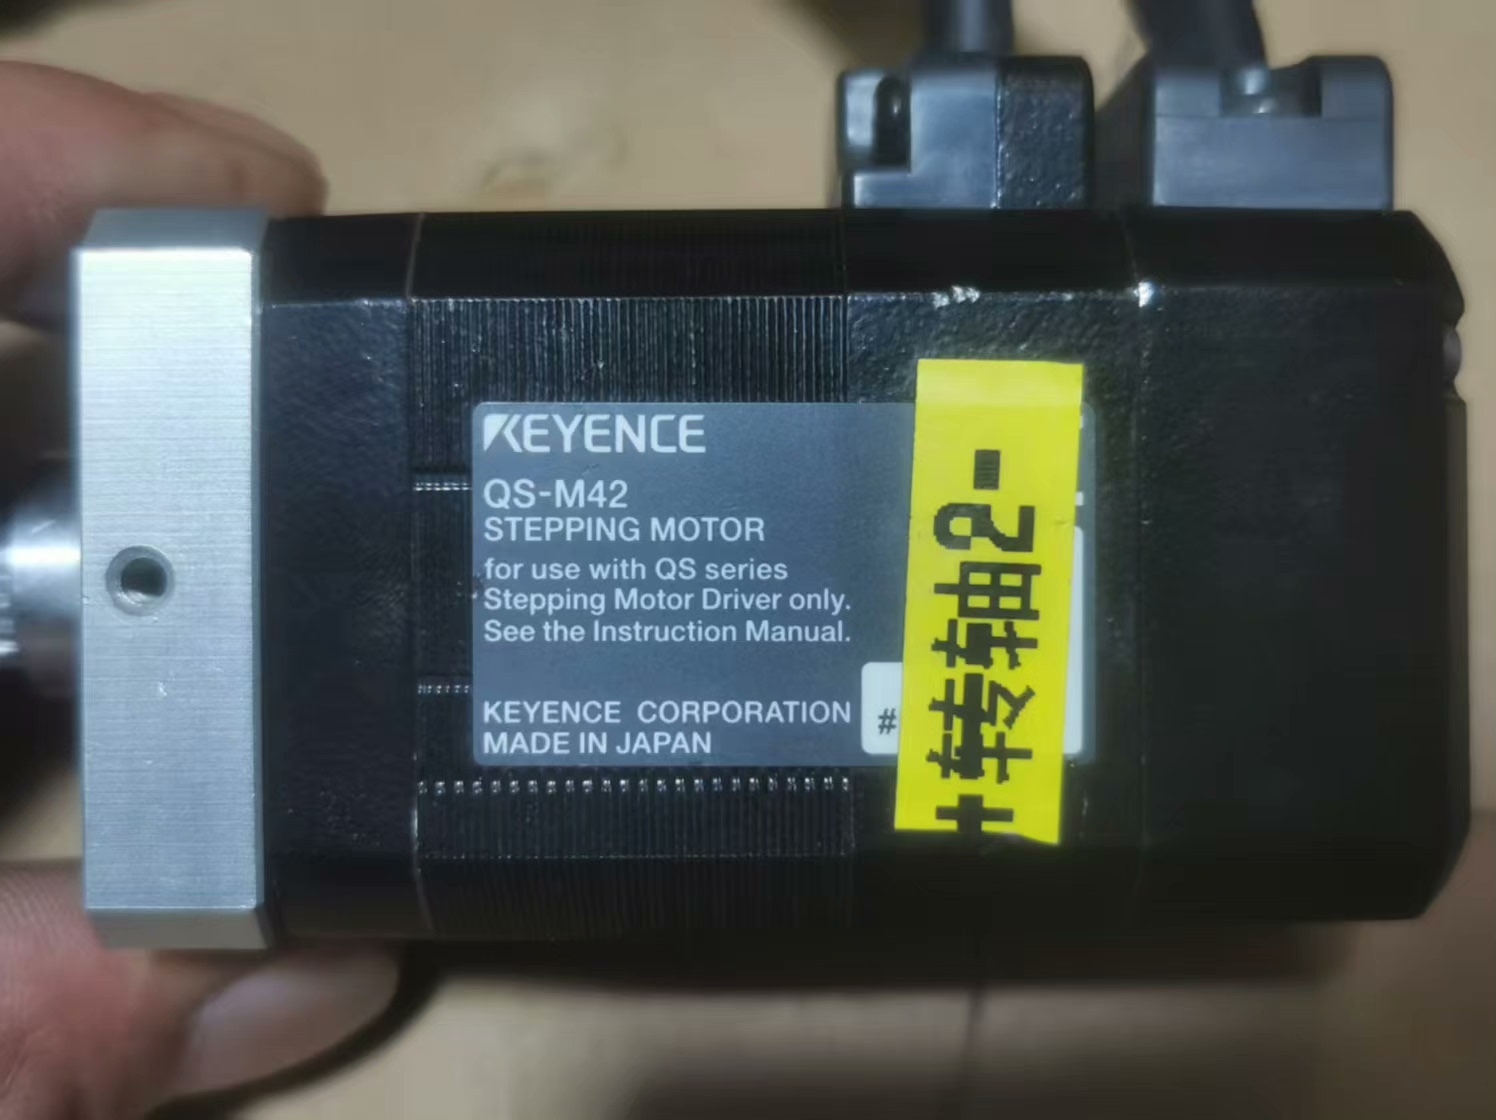 KEYENCE
QS-M42
STEPPING MOTOR
for use with QS series
Stepping Motor Driver only.
See the Instruction Manual.
KEYENCE CORPORATION
MADE IN JAPAN
#
+转轴2-